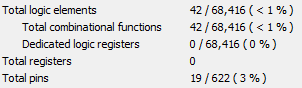 Total logic elements 42 / 68,416 ( < 1 % )
Total combinational functions 42 / 68,416 ( < 1 % )
Dedicated logic registers 0 / 68,416 ( 0 % )
Total registers 0
Total pins 19 / 622 ( 3 % )